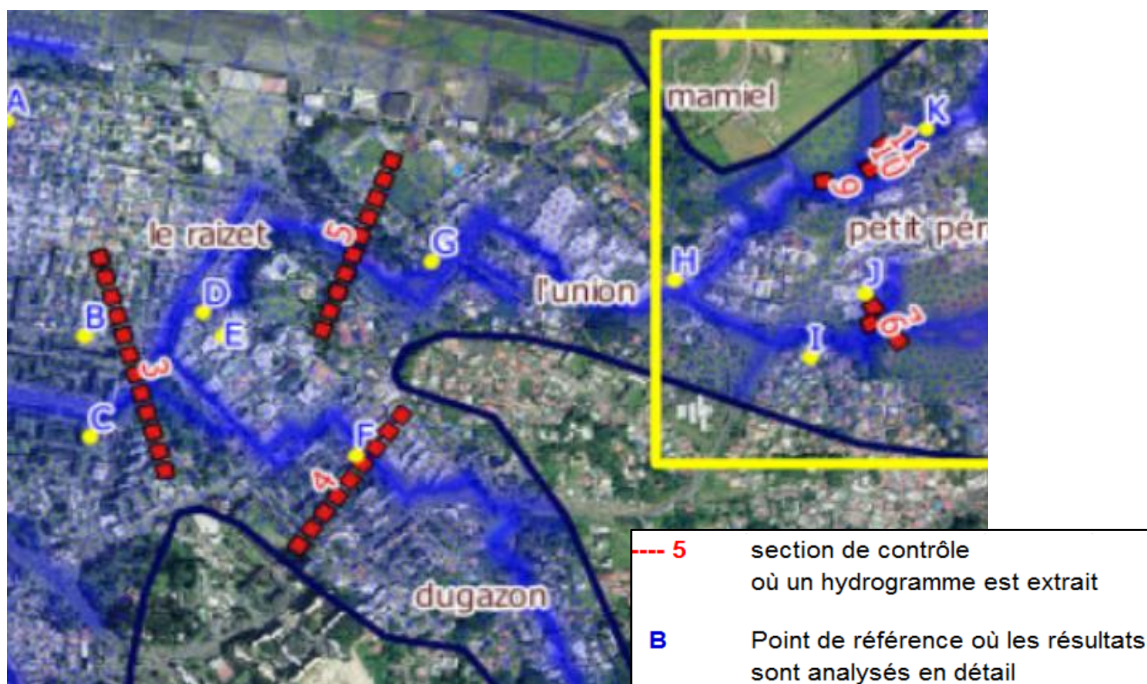 mamiel
A
K
11
10
9
le raizet
5
G
petit pér
H
l'union
J
D
B
E
7
6
3
I
C
F
4
dugazon
---- 5 section de contrôle
où un hydrogramme est extrait
B Point de référence où les résultats
sont analysés en détail